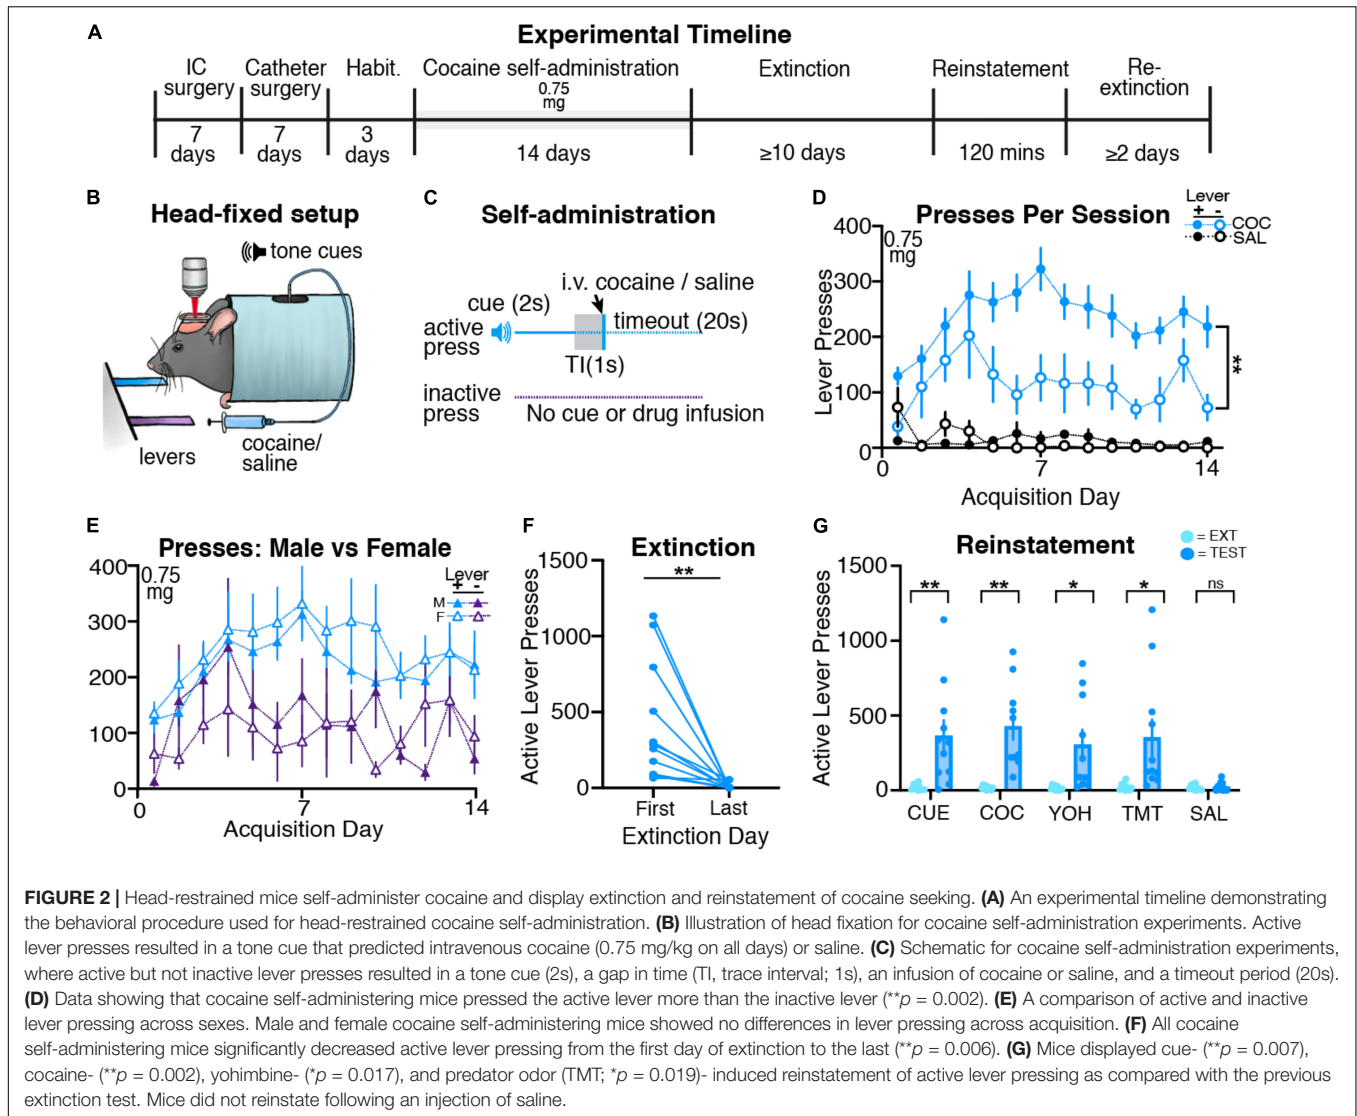 A
Experimental Timeline
IC surgery
Catheter surgery
Habit.
Cocaine self-administration
0.75 mg
Extinction
Reinstatement
Re-extinction
7 days
7 days
3 days
14 days
≥10 days
120 mins
≥2 days
B
Head-fixed setup
tone cues
levers
cocaine/
saline
C
Self-administration
i.v. cocaine / saline
cue (2s)
timeout (20s)
active
press
TI(1s)
inactive
press
No cue or drug infusion
D
Presses Per Session
Lever
+ -
COC
SAL
0.75
mg
400
300
200
100
0
Lever Presses
0 7 14
Acquisition Day
**
E
Presses: Male vs Female
Lever
+ -
M
F
0.75
mg
400
300
200
100
0
0 7 14
Acquisition Day
F
Extinction
**
1500
1000
500
0
Active Lever Presses
First Last
Extinction Day
G
Reinstatement
= EXT
= TEST
1500
1000
500
0
Active Lever Presses
** ** * * ns
CUE COC YOH TMT SAL
FIGURE 2 | Head-restrained mice self-administer cocaine and display extinction and reinstatement of cocaine seeking. (A) An experimental timeline demonstrating
the behavioral procedure used for head-restrained cocaine self-administration. (B) Illustration of head fixation for cocaine self-administration experiments. Active
lever presses resulted in a tone cue that predicted intravenous cocaine (0.75 mg/kg on all days) or saline. (C) Schematic for cocaine self-administration experiments,
where active but not inactive lever presses resulted in a tone cue (2s), a gap in time (TI, trace interval; 1s), an infusion of cocaine or saline, and a timeout period (20s).
(D) Data showing that cocaine self-administering mice pressed the active lever more than the inactive lever (**p = 0.002). (E) A comparison of active and inactive
lever pressing across sexes. Male and female cocaine self-administering mice showed no differences in lever pressing across acquisition. (F) All cocaine
self-administering mice significantly decreased active lever pressing from the first day of extinction to the last (**p = 0.006). (G) Mice displayed cue- (**p = 0.007),
cocaine- (**p = 0.002), yohimbine- (*p = 0.017), and predator odor (TMT; *p = 0.019)- induced reinstatement of active lever pressing as compared with the previous
extinction test. Mice did not reinstate following an injection of saline.